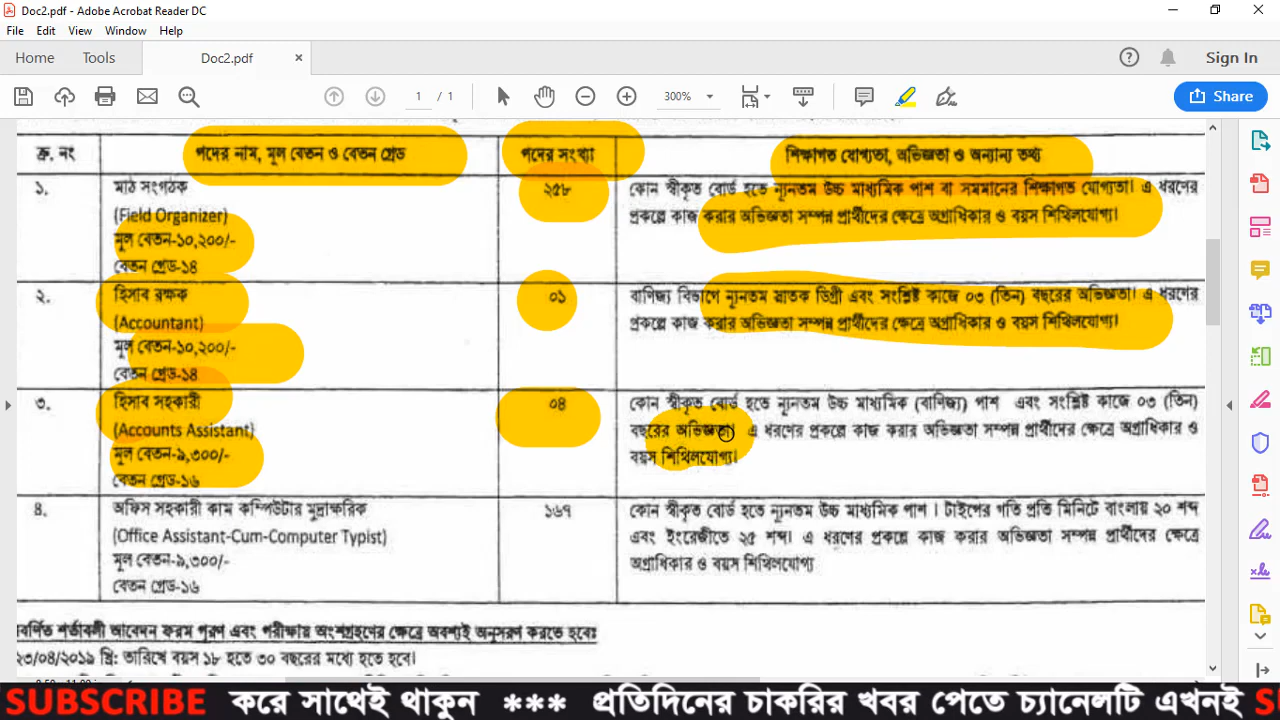 Doc2.pdf - Adobe Acrobat Reader DC
File Edit View Window Help
Home Tools Doc2.pdf × Sign In
1 / 1 300% Share
ক্র. নং পদের নাম, মূল বেতন ও বেতন গ্রেড পদের সংখ্যা শিক্ষাগত যোগ্যতা, অভিজ্ঞতা ও অন্যান্য তথ্য
১. মাঠ সংগঠক ২৫৮ কোন স্বীকৃত বোর্ড হতে ন্যূনতম উচ্চ মাধ্যমিক পাশ বা সমমানের শিক্ষাগত যোগ্যতা। এ ধরণের
(Field Organizer) প্রকল্পে কাজ করার অভিজ্ঞতা সম্পন্ন প্রার্থীদের ক্ষেত্রে অগ্রাধিকার ও বয়স শিথিলযোগ্য।
মূল বেতন-১০,২০০/-
বেতন গ্রেড-১৪
২. হিসাব রক্ষক ০১ বাণিজ্য বিভাগে ন্যূনতম স্নাতক ডিগ্রী এবং সংশ্লিষ্ট কাজে ০৩ (তিন) বছরের অভিজ্ঞতা। এ ধরণের
(Accountant) প্রকল্পে কাজ করার অভিজ্ঞতা সম্পন্ন প্রার্থীদের ক্ষেত্রে অগ্রাধিকার ও বয়স শিথিলযোগ্য।
মূল বেতন-১০,২০০/-
বেতন গ্রেড-১৪
৩. হিসাব সহকারী ০৪ কোন স্বীকৃত বোর্ড হতে ন্যূনতম উচ্চ মাধ্যমিক (বাণিজ্য) পাশ এবং সংশ্লিষ্ট কাজে ০৩ (তিন)
(Accounts Assistant) বছরের অভিজ্ঞতা। এ ধরণের প্রকল্পে কাজ করার অভিজ্ঞতা সম্পন্ন প্রার্থীদের ক্ষেত্রে অগ্রাধিকার ও
মূল বেতন-৯,৩০০/- বয়স শিথিলযোগ্য।
বেতন গ্রেড-১৬
৪. অফিস সহকারী কাম কম্পিউটার মুদ্রাক্ষরিক ১৬৭ কোন স্বীকৃত বোর্ড হতে ন্যূনতম উচ্চ মাধ্যমিক পাশ। টাইপের গতি প্রতি মিনিটে বাংলায় ২০ শব্দ
(Office Assistant-Cum-Computer Typist) এবং ইংরেজীতে ২৫ শব্দ। এ ধরণের প্রকল্পে কাজ করার অভিজ্ঞতা সম্পন্ন প্রার্থীদের ক্ষেত্রে
মূল বেতন-৯,৩০০/- অগ্রাধিকার ও বয়স শিথিলযোগ্য
বেতন গ্রেড-১৬
বর্ণিত শর্তাবলী আবেদন ফরম পূরণ এবং পরীক্ষায় অংশগ্রহণের ক্ষেত্রে অবশ্যই অনুসরণ করতে হবেঃ
২৩/০৪/২০১৯ খ্রি: তারিখে বয়স ১৮ হতে ৩০ বছরের মধ্যে হতে হবে।
SUBSCRIBE করে সাথেই থাকুন *** প্রতিদিনের চাকরির খবর পেতে চ্যানেলটি এখনই S